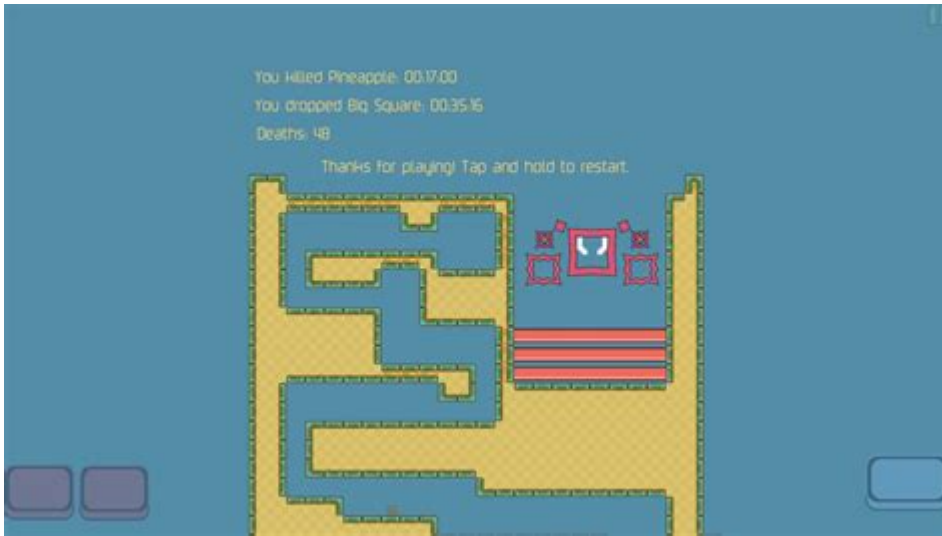 You killed Pineapple: 00:17:00
You dropped Big Square: 00:35:16
Deaths: 48
Thanks for playing! Tap and hold to restart.